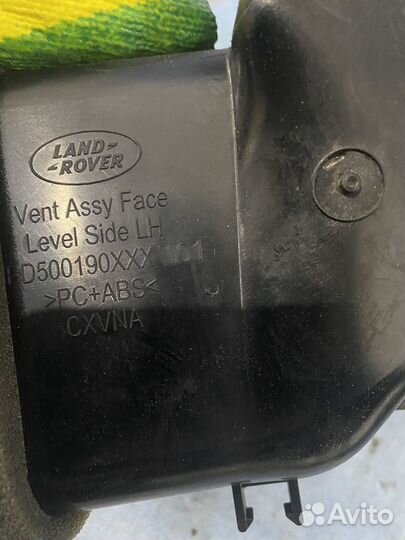 LAND-
-ROVER
Vent Assy Face
Level Side LH
>PC+ABS<
CXVNA
Avito